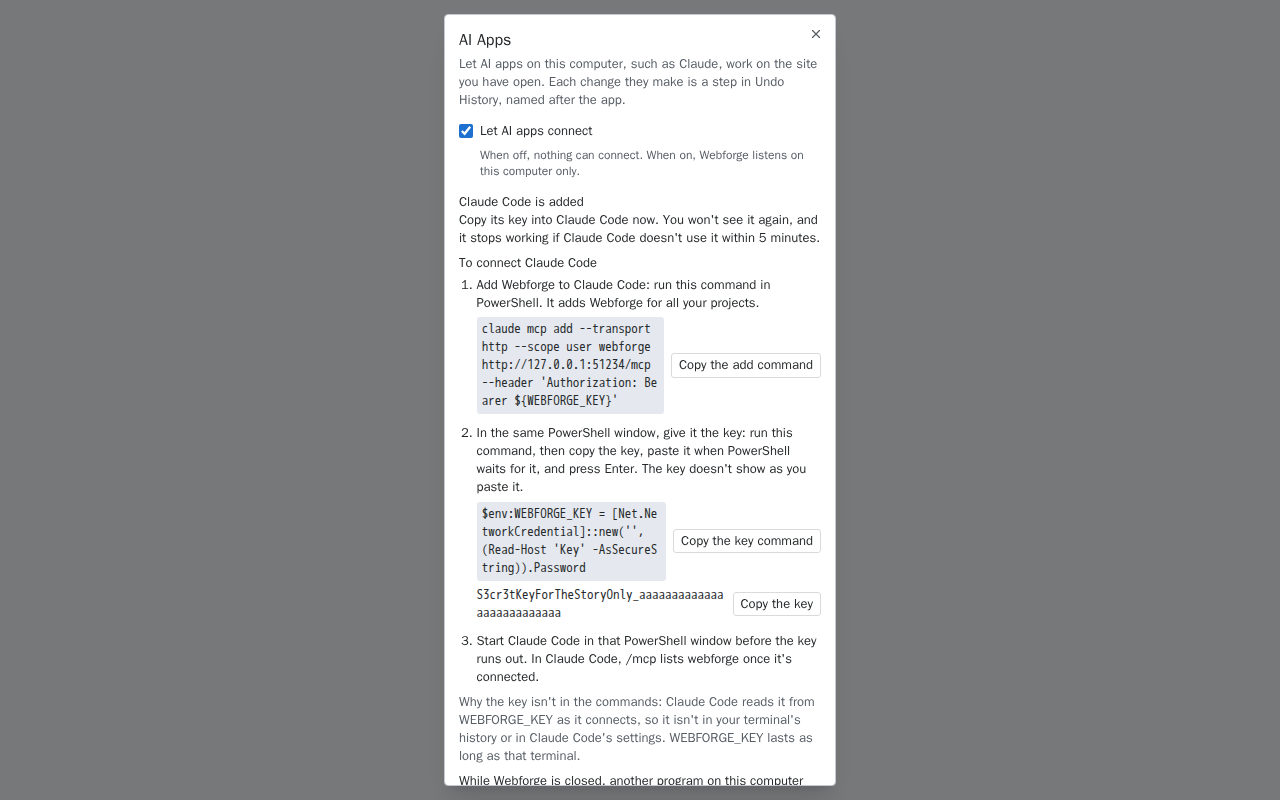 AI Apps
Let AI apps on this computer, such as Claude, work on the site
you have open. Each change they make is a step in Undo
History, named after the app.
Let AI apps connect
When off, nothing can connect. When on, Webforge listens on
this computer only.
Claude Code is added
Copy its key into Claude Code now. You won't see it again, and
it stops working if Claude Code doesn't use it within 5 minutes.
To connect Claude Code
1. Add Webforge to Claude Code: run this command in
PowerShell. It adds Webforge for all your projects.
claude mcp add --transport
http --scope user webforge
http://127.0.0.1:51234/mcp
--header 'Authorization: Be
arer ${WEBFORGE_KEY}'
Copy the add command
2. In the same PowerShell window, give it the key: run this
command, then copy the key, paste it when PowerShell
waits for it, and press Enter. The key doesn't show as you
paste it.
$env:WEBFORGE_KEY = [Net.Ne
tworkCredential]::new('',
(Read-Host 'Key' -AsSecureS
tring)).Password
Copy the key command
S3cr3tKeyForTheStoryOnly_aaaaaaaaaaaaa
aaaaaaaaaaaaa
Copy the key
3. Start Claude Code in that PowerShell window before the key
runs out. In Claude Code, /mcp lists webforge once it's
connected.
Why the key isn't in the commands: Claude Code reads it from
WEBFORGE_KEY as it connects, so it isn't in your terminal's
history or in Claude Code's settings. WEBFORGE_KEY lasts as
long as that terminal.
While Webforge is closed, another program on this computer